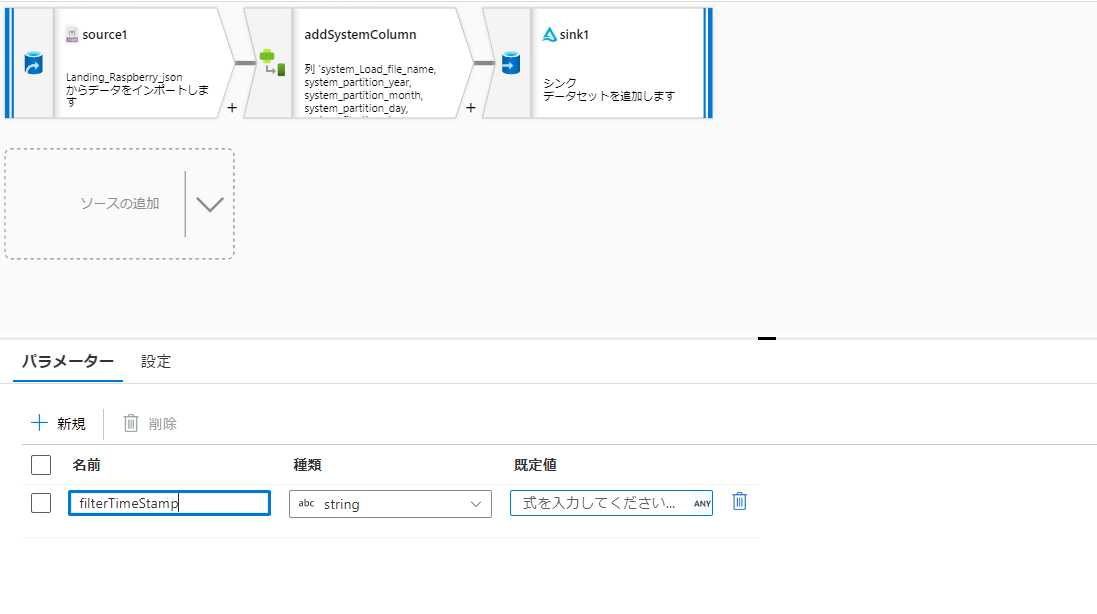 source1
Landing_Raspberry_json
からデータをインポートしま
す
+
addSystemColumn
列 'system_Load_file_name,
system_partition_year,
system_partition_month,
system_partition_day,
+
sink1
シンク
データセットを追加します
ソースの追加
パラメーター
設定
新規
削除
名前
種類
既定値
filterTimeStamp
abc string
式を入力してください...
ANY